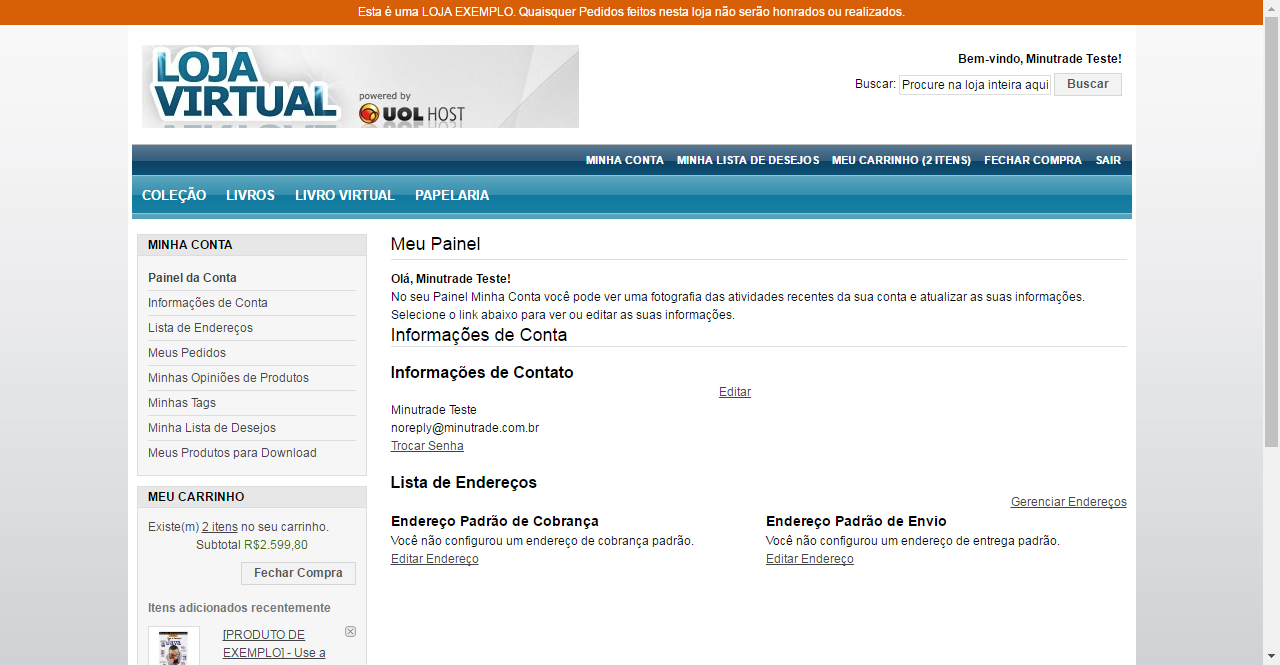 Esta é uma LOJA EXEMPLO. Quaisquer Pedidos feitos nesta loja não serão honrados ou realizados.
LOJA
VIRTUAL
powered by
UOL HOST
Bem-vindo, Minutrade Teste!
Buscar: Procure na loja inteira aqui Buscar
MINHA CONTA MINHA LISTA DE DESEJOS MEU CARRINHO (2 ITENS) FECHAR COMPRA SAIR
COLEÇÃO LIVROS LIVRO VIRTUAL PAPELARIA
MINHA CONTA
Painel da Conta
Informações de Conta
Lista de Endereços
Meus Pedidos
Minhas Opiniões de Produtos
Minhas Tags
Minha Lista de Desejos
Meus Produtos para Download
MEU CARRINHO
Existe(m) 2 itens no seu carrinho.
Subtotal R$2.599,80
Fechar Compra
Itens adicionados recentemente
[PRODUTO DE
EXEMPLO] - Use a
Meu Painel
Olá, Minutrade Teste!
No seu Painel Minha Conta você pode ver uma fotografia das atividades recentes da sua conta e atualizar as suas informações.
Selecione o link abaixo para ver ou editar as suas informações.
Informações de Conta
Informações de Contato
Editar
Minutrade Teste
noreply@minutrade.com.br
Trocar Senha
Lista de Endereços
Gerenciar Endereços
Endereço Padrão de Cobrança
Você não configurou um endereço de cobrança padrão.
Editar Endereço
Endereço Padrão de Envio
Você não configurou um endereço de entrega padrão.
Editar Endereço